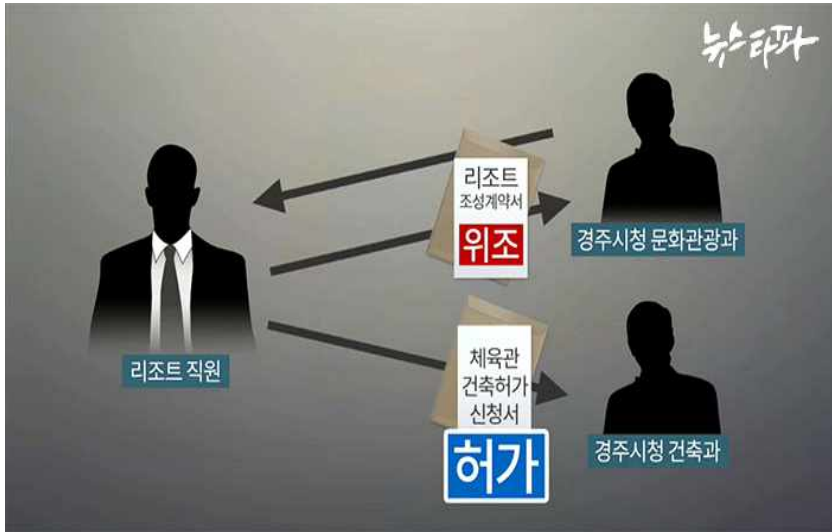 뉴스타파
리조트
조성계약서
위조
경주시청 문화관광과
리조트 직원
체육관
건축허가
신청서
허가
경주시청 건축과